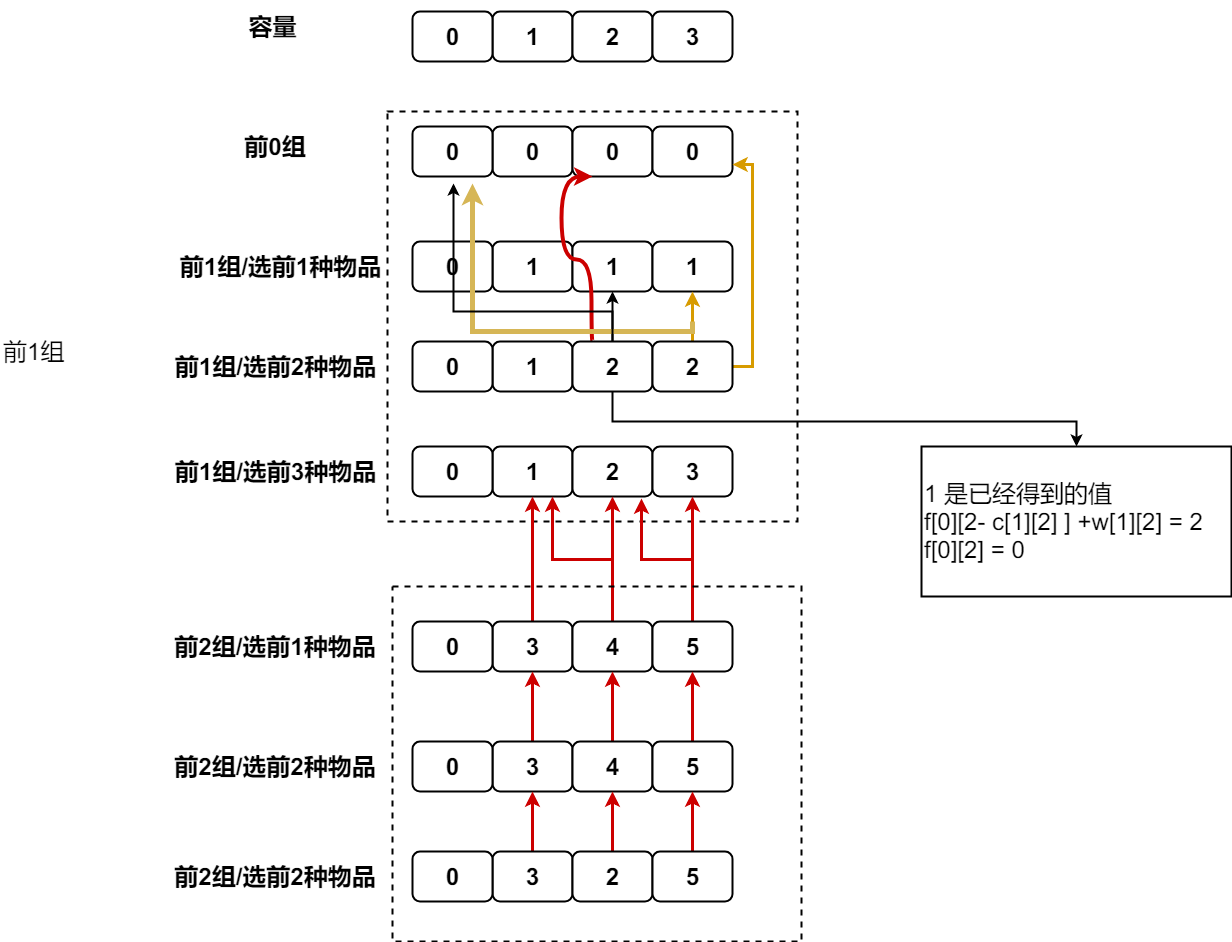 容量 0 1 2 3
前0组 0 0 0 0
前1组/选前1种物品 0 1 1 1
前1组
前1组/选前2种物品 0 1 2 2
前1组/选前3种物品 0 1 2 3
1 是已经得到的值
f[0][2- c[1][2] ] +w[1][2] = 2
f[0][2] = 0
前2组/选前1种物品 0 3 4 5
前2组/选前2种物品 0 3 4 5
前2组/选前2种物品 0 3 2 5